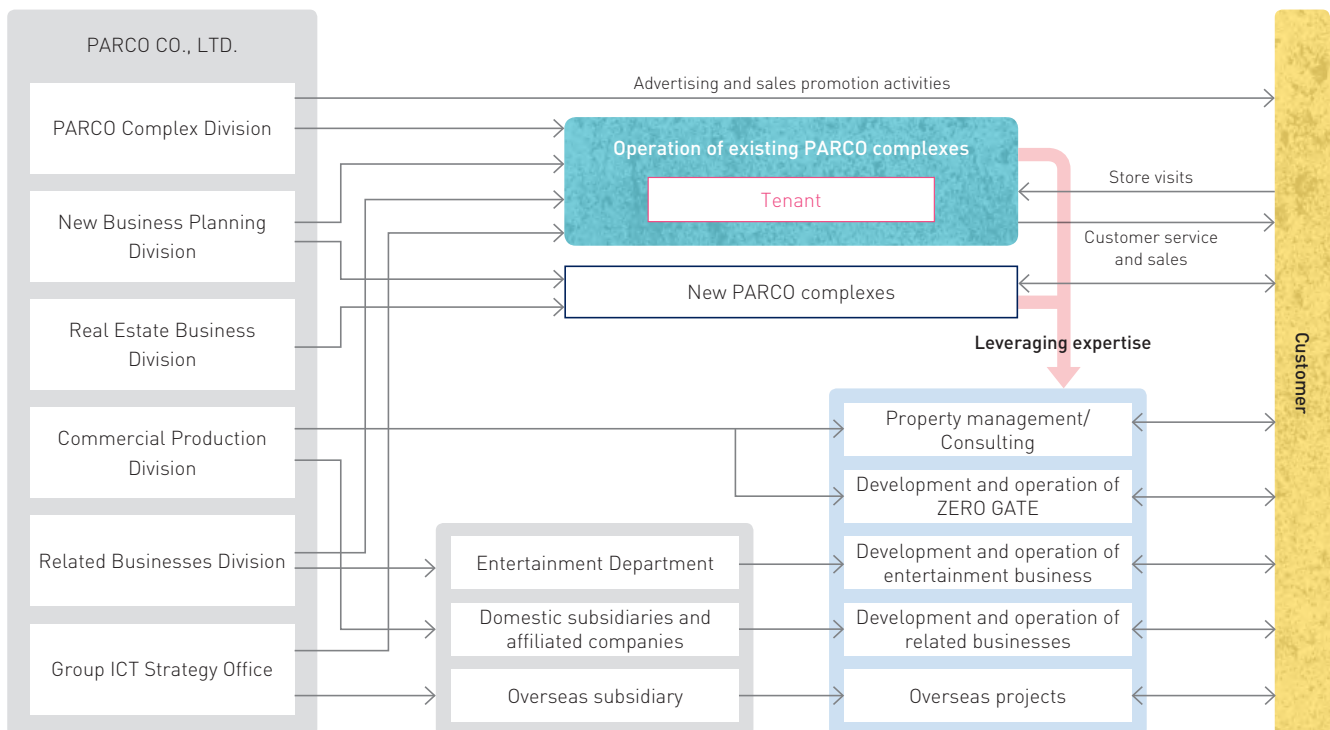 PARCO CO., LTD.
PARCO Complex Division
New Business Planning
Division
Real Estate Business
Division
Commercial Production
Division
Related Businesses Division
Group ICT Strategy Office
Advertising and sales promotion activities
Operation of existing PARCO complexes
Tenant
New PARCO complexes
Store visits
Customer service
and sales
Leveraging expertise
Entertainment Department
Domestic subsidiaries and
affiliated companies
Overseas subsidiary
Property management/
Consulting
Development and operation of
ZERO GATE
Development and operation of
entertainment business
Development and operation of
related businesses
Overseas projects
Customer